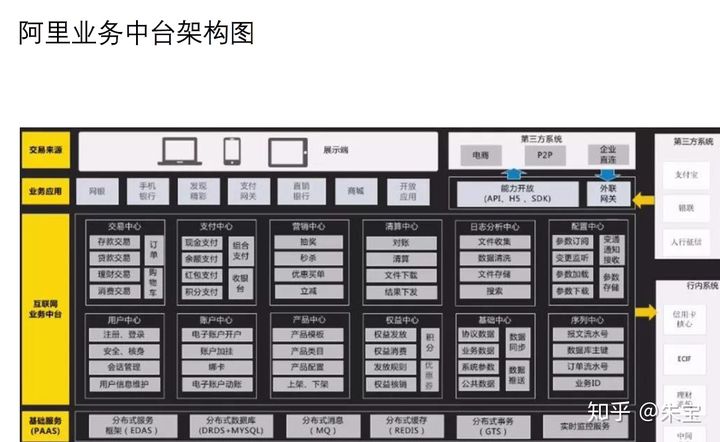 阿里业务中台架构图
交易来源
展示端
第三方系统
电商
P2P
企业
直连
业务应用
网银
手机
银行
发现
精彩
支付
网关
直销
银行
商城
开放
应用
能力开放
(API、H5 、SDK)
外联
网关
第三方系统
支付宝
银联
人行征信
互联网
业务中台
交易中心
存款交易
贷款交易
理财交易
消费交易
订
单
购
物
车
支付中心
现金支付
余额支付
红包支付
积分支付
组合
支付
收银
台
营销中心
抽奖
秒杀
优惠买单
立减
清算中心
对账
清算
文件下载
结果下发
日志分析中心
文件收集
数据清洗
文件存储
搜索
配置中心
参数订阅
变更监听
参数加载
参数下载
变通
通知
接收
参数
存储
用户中心
注册、登录
安全、核身
会话管理
用户信息维护
账户中心
电子账户开户
账户加挂
绑卡
电子账户动账
产品中心
产品模板
产品类目
产品配置
上架、下架
权益中心
权益发放
权益消费
发放规则
权益核销
积
分
优
惠
券
基础中心
协议数据
业务数据
系统参数
公共数据
数据
同步
数据
推送
序列中心
报文流水号
数据库主键
订单流水号
业务ID
行内系统
信用卡
核心
ECIF
理财
中间
基础服务
(PAAS)
分布式服务
框架 ( EDAS )
分布式数据库
(DRDS+MYSQL)
分布式消息
( MQ )
分布式缓存
( REDIS )
分布式事务
( GTS )
实时监控服务
知乎 @朱宝